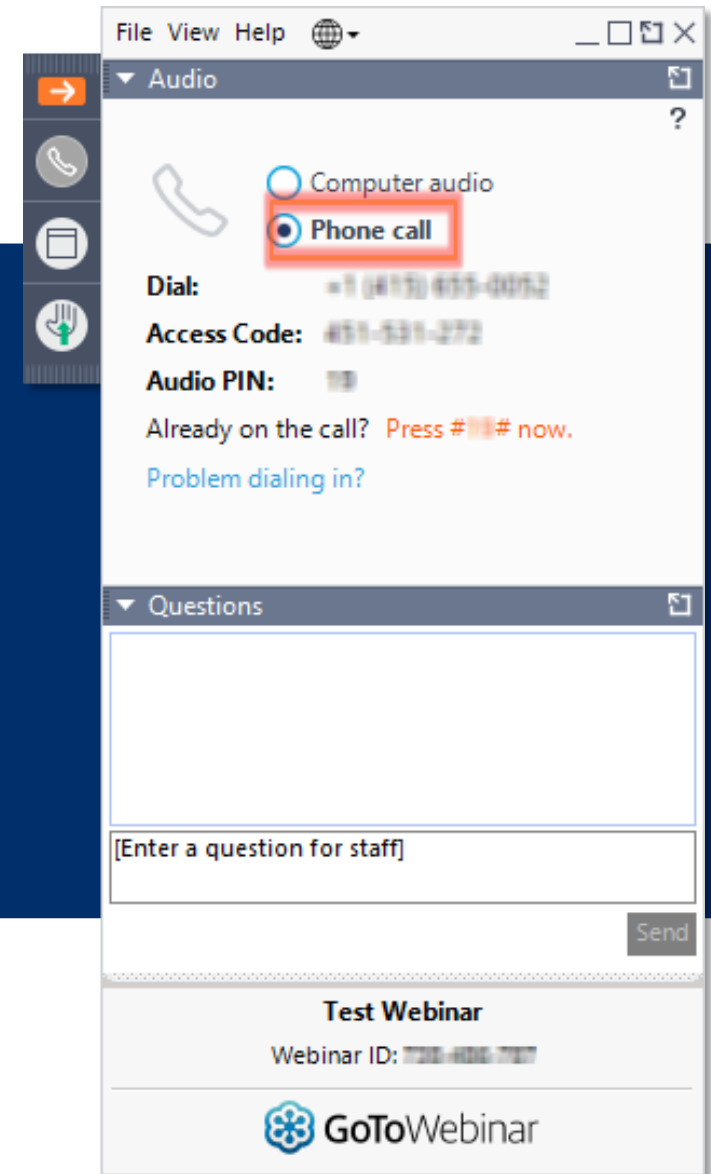 File View Help
Audio
?
Computer audio
Phone call
Dial:
Access Code:
Audio PIN:
Already on the call? Press # # now.
Problem dialing in?
Questions
[Enter a question for staff]
Send
Test Webinar
Webinar ID:
GoToWebinar